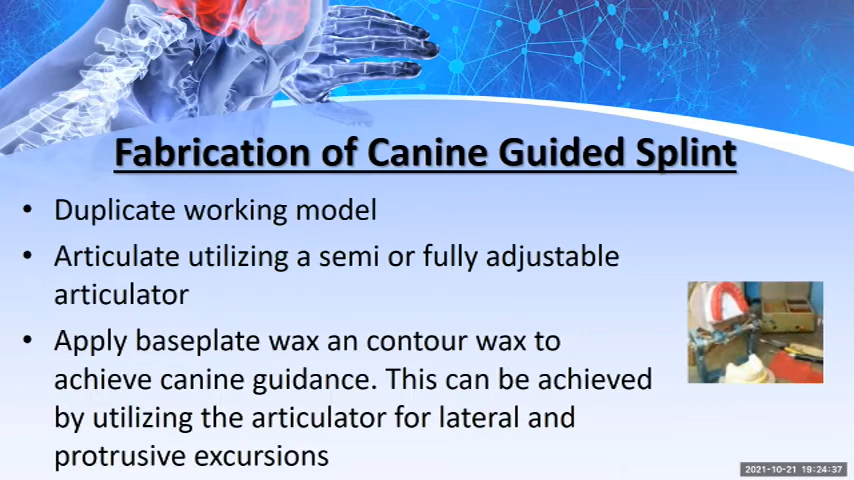 Fabrication of Canine Guided Splint
• Duplicate working model
• Articulate utilizing a semi or fully adjustable
articulator
• Apply baseplate wax an contour wax to
achieve canine guidance. This can be achieved
by utilizing the articulator for lateral and
protrusive excursions
2021-10-21 19:24:37